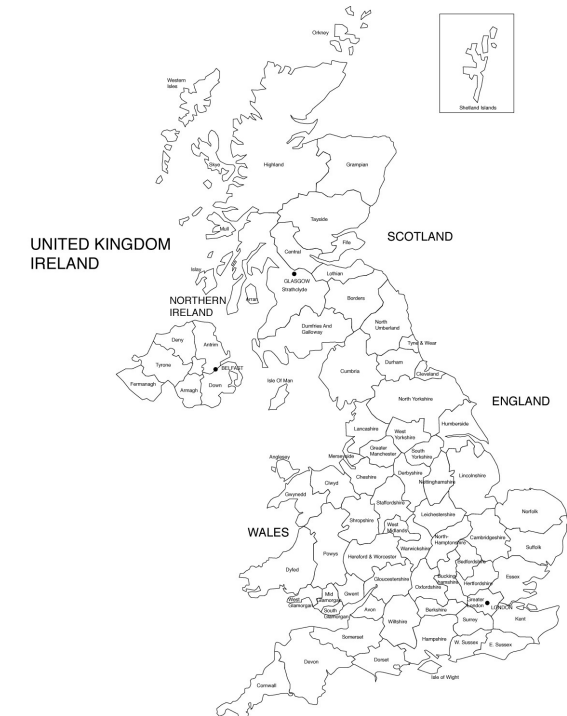 Orkney
Western
Isles
Shetland Islands
Skye
Highland
Grampian
Tayside
Mull
Fife
SCOTLAND
UNITED KINGDOM
IRELAND
Central
Islay
Lothian
GLASGOW
Strathclyde
Arran
Borders
NORTHERN
IRELAND
Dumfries And
Galloway
North
Umberland
Derry
Antrim
Tyne & Wear
Tyrone
BELFAST
Durham
Cumbria
Cleveland
Fermanagh
Armagh
Down
Isle Of Man
North Yorkshire
ENGLAND
Humberside
Lancashire
West
Yorkshire
Greater
Manchester
South
Yorkshire
Merseyside
Anglesey
Cheshire
Derbyshire
Nottinghamshire
Lincolnshire
Clwyd
Gwynedd
Staffordshire
Leichestershire
Norfolk
Shropshire
West
Midlands
WALES
North-
Hamptonshire
Cambridgeshire
Suffolk
Powys
Hereford & Worcester
Warwickshire
Bedfordshire
Dyfed
Gloucestershire
Oxfordshire
Bucking
hamshire
Hertfordshire
Essex
West
Glamorgan
Mid
Glamorgan
Gwent
South
Glamorgan
Avon
Wiltshire
Berkshire
Greater
London
LONDON
Surrey
Kent
Somerset
Hampshire
W. Sussex
E. Sussex
Devon
Dorset
Isle of Wight
Cornwall